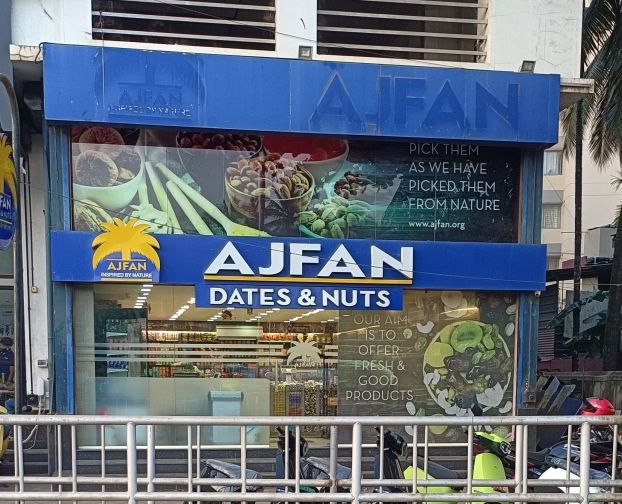 AJFAN
INSPIRED BY NATURE
AJFAN
PICK THEM
AS WE HAVE
PICKED THEM
FROM NATURE
www.ajfan.org
AJFAN
INSPIRED BY NATURE
AJFAN
DATES & NUTS
OUR AIM
IS TO
OFFER
FRESH &
GOOD
PRODUCTS
AJFAN